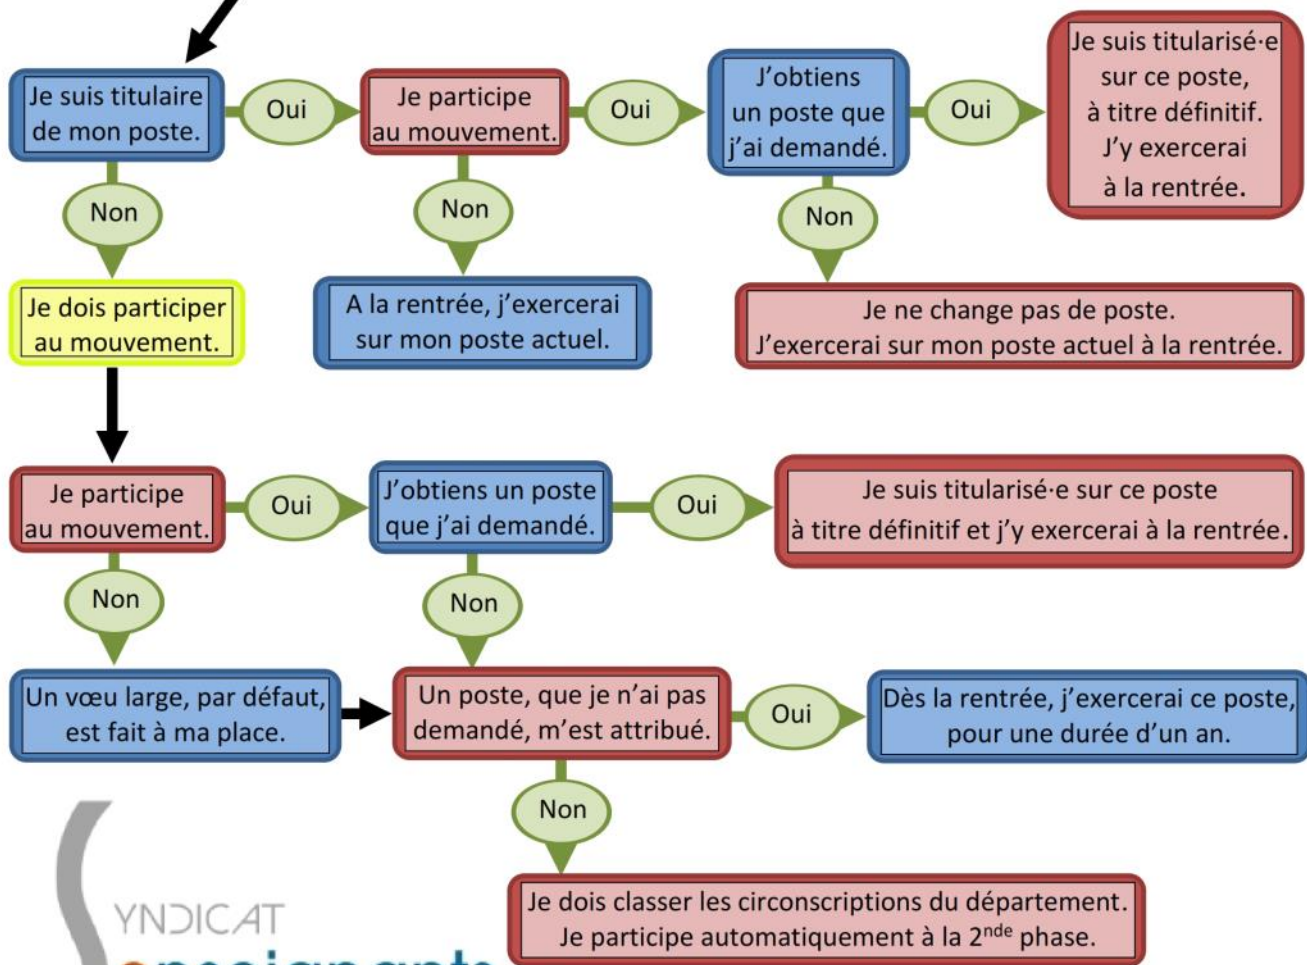 Je suis titulaire
de mon poste.
Oui
Je participe
au mouvement.
Oui
J'obtiens
un poste que
j'ai demandé.
Oui
Je suis titularisé·e
sur ce poste,
à titre définitif.
J'y exercerai
à la rentrée.
Non
Non
Non
Je dois participer
au mouvement.
A la rentrée, j'exercerai
sur mon poste actuel.
Je ne change pas de poste.
J'exercerai sur mon poste actuel à la rentrée.
Je participe
au mouvement.
Oui
J'obtiens un poste
que j'ai demandé.
Oui
Je suis titularisé·e sur ce poste
à titre définitif et j'y exercerai à la rentrée.
Non
Non
Un vœu large, par défaut,
est fait à ma place.
Un poste, que je n'ai pas
demandé, m'est attribué.
Oui
Dès la rentrée, j'exercerai ce poste,
pour une durée d'un an.
Non
Je dois classer les circonscriptions du département.
Je participe automatiquement à la 2nde phase.
SYNDICAT